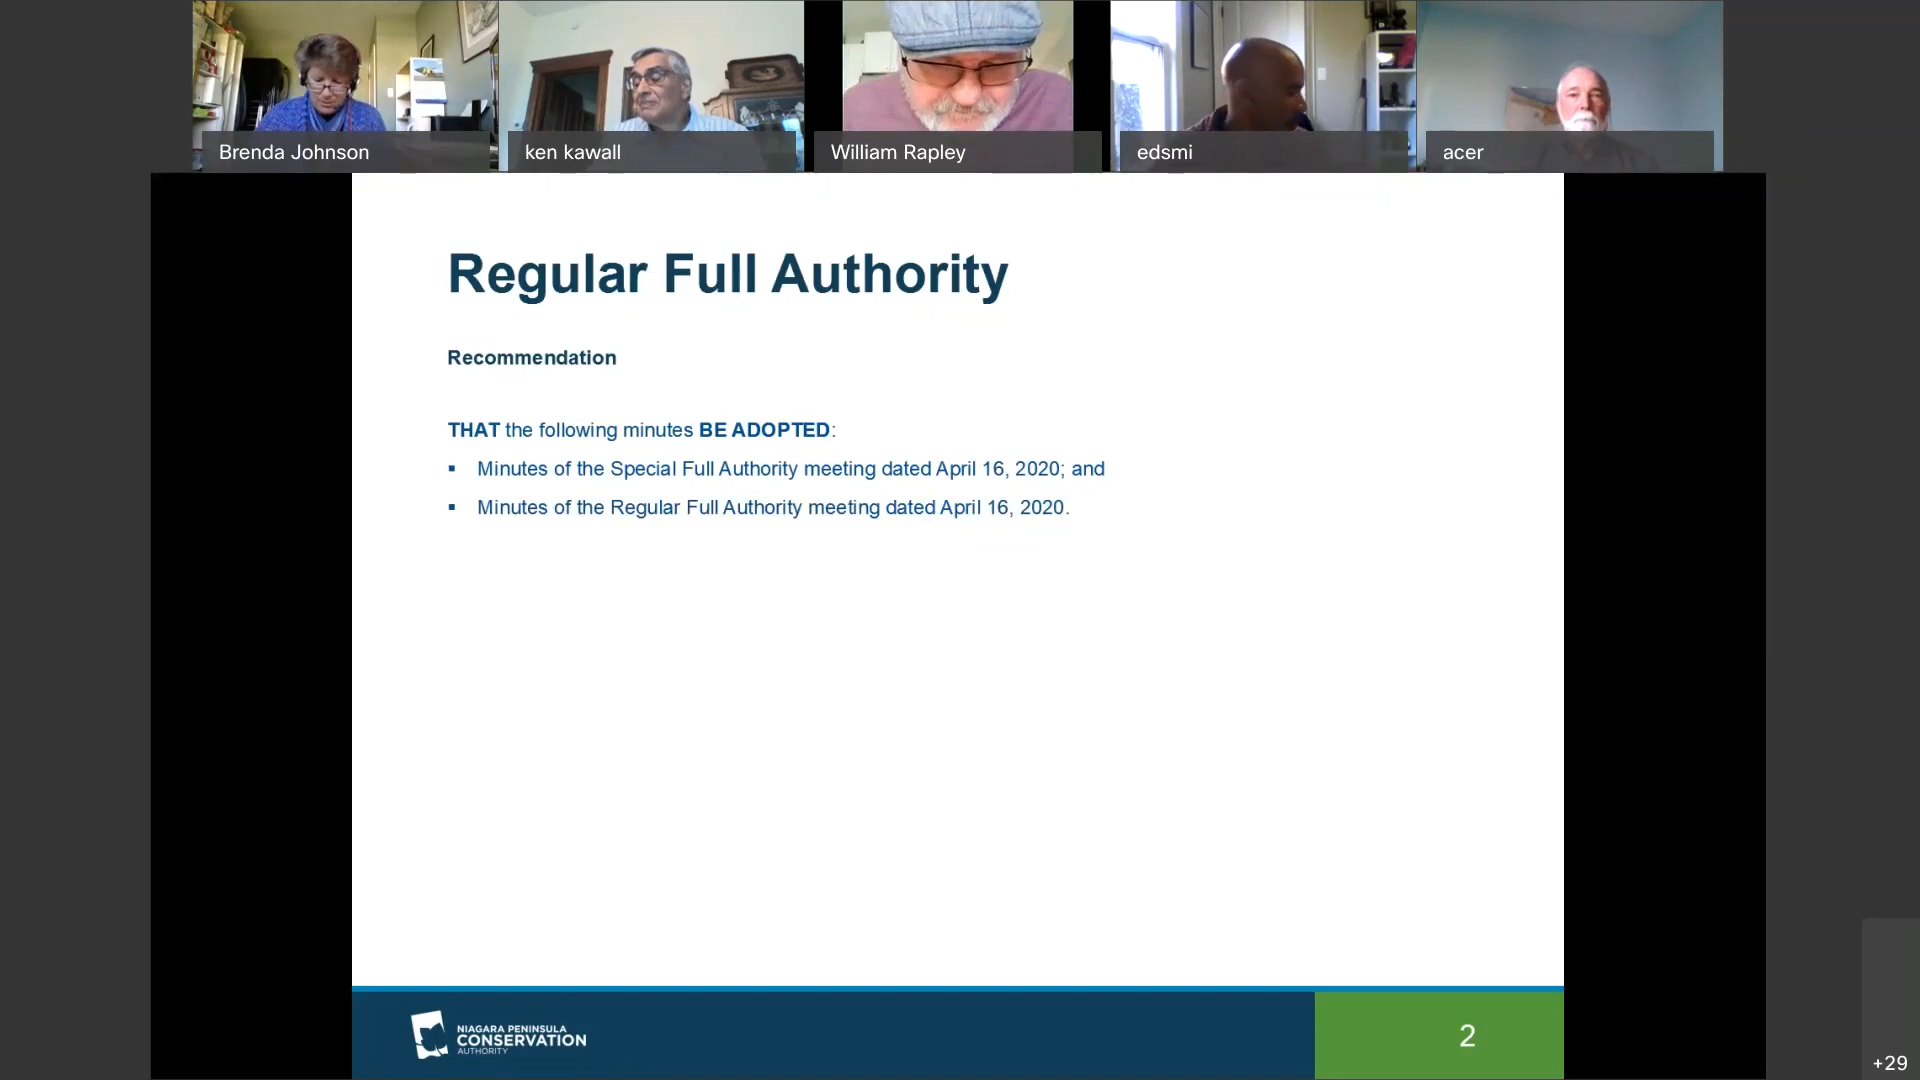 Brenda Johnson
ken kawall
William Rapley
edsmi
acer
Regular Full Authority
Recommendation
THAT the following minutes BE ADOPTED:
▪ Minutes of the Special Full Authority meeting dated April 16, 2020; and
▪ Minutes of the Regular Full Authority meeting dated April 16, 2020.
NIAGARA PENINSULA
CONSERVATION
AUTHORITY
2
+29